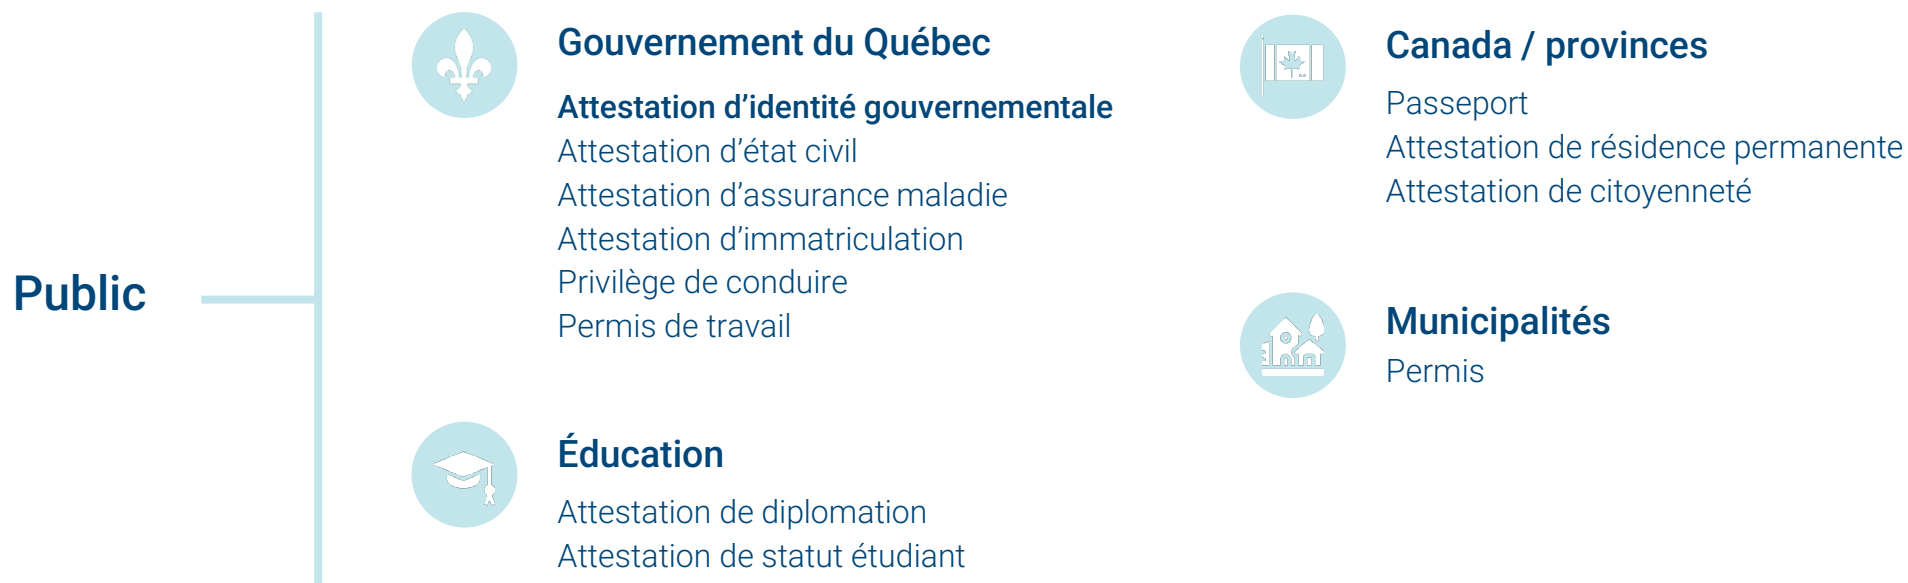 Public
Gouvernement du Québec
Attestation d’identité gouvernementale
Attestation d’état civil
Attestation d’assurance maladie
Attestation d’immatriculation
Privilège de conduire
Permis de travail
Éducation
Attestation de diplomation
Attestation de statut étudiant
Canada / provinces
Passeport
Attestation de résidence permanente
Attestation de citoyenneté
Municipalités
Permis